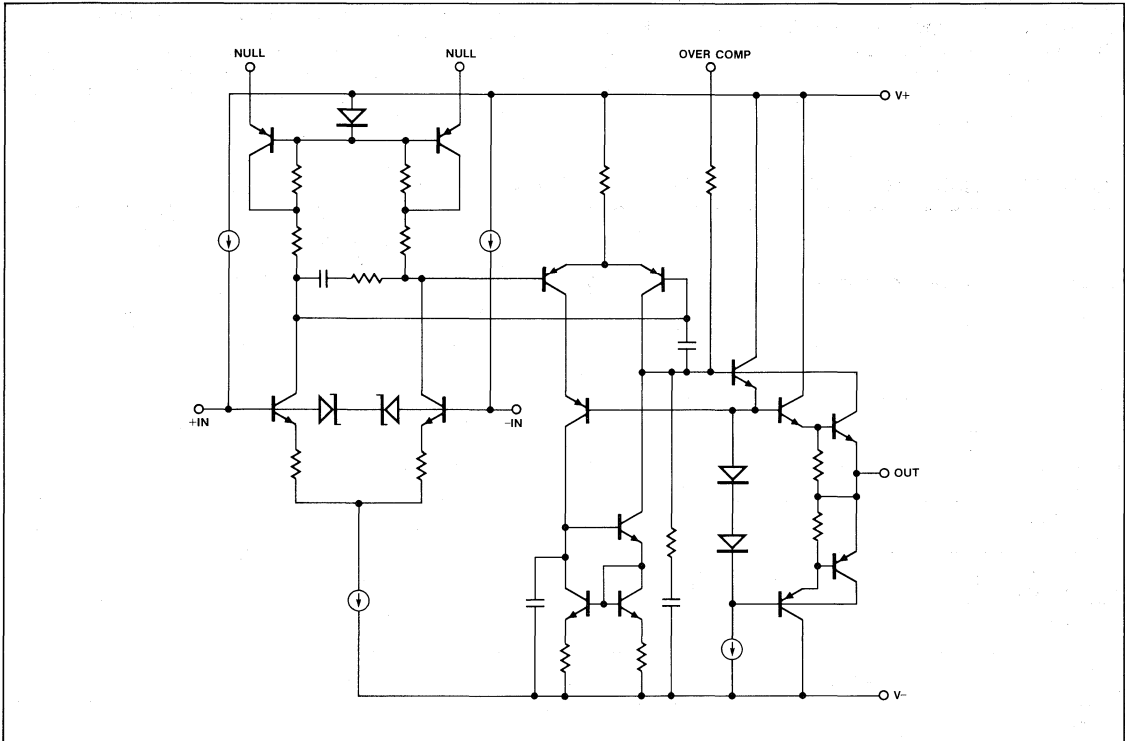 NULL
NULL
OVER COMP
V+
+IN
-IN
OUT
V-